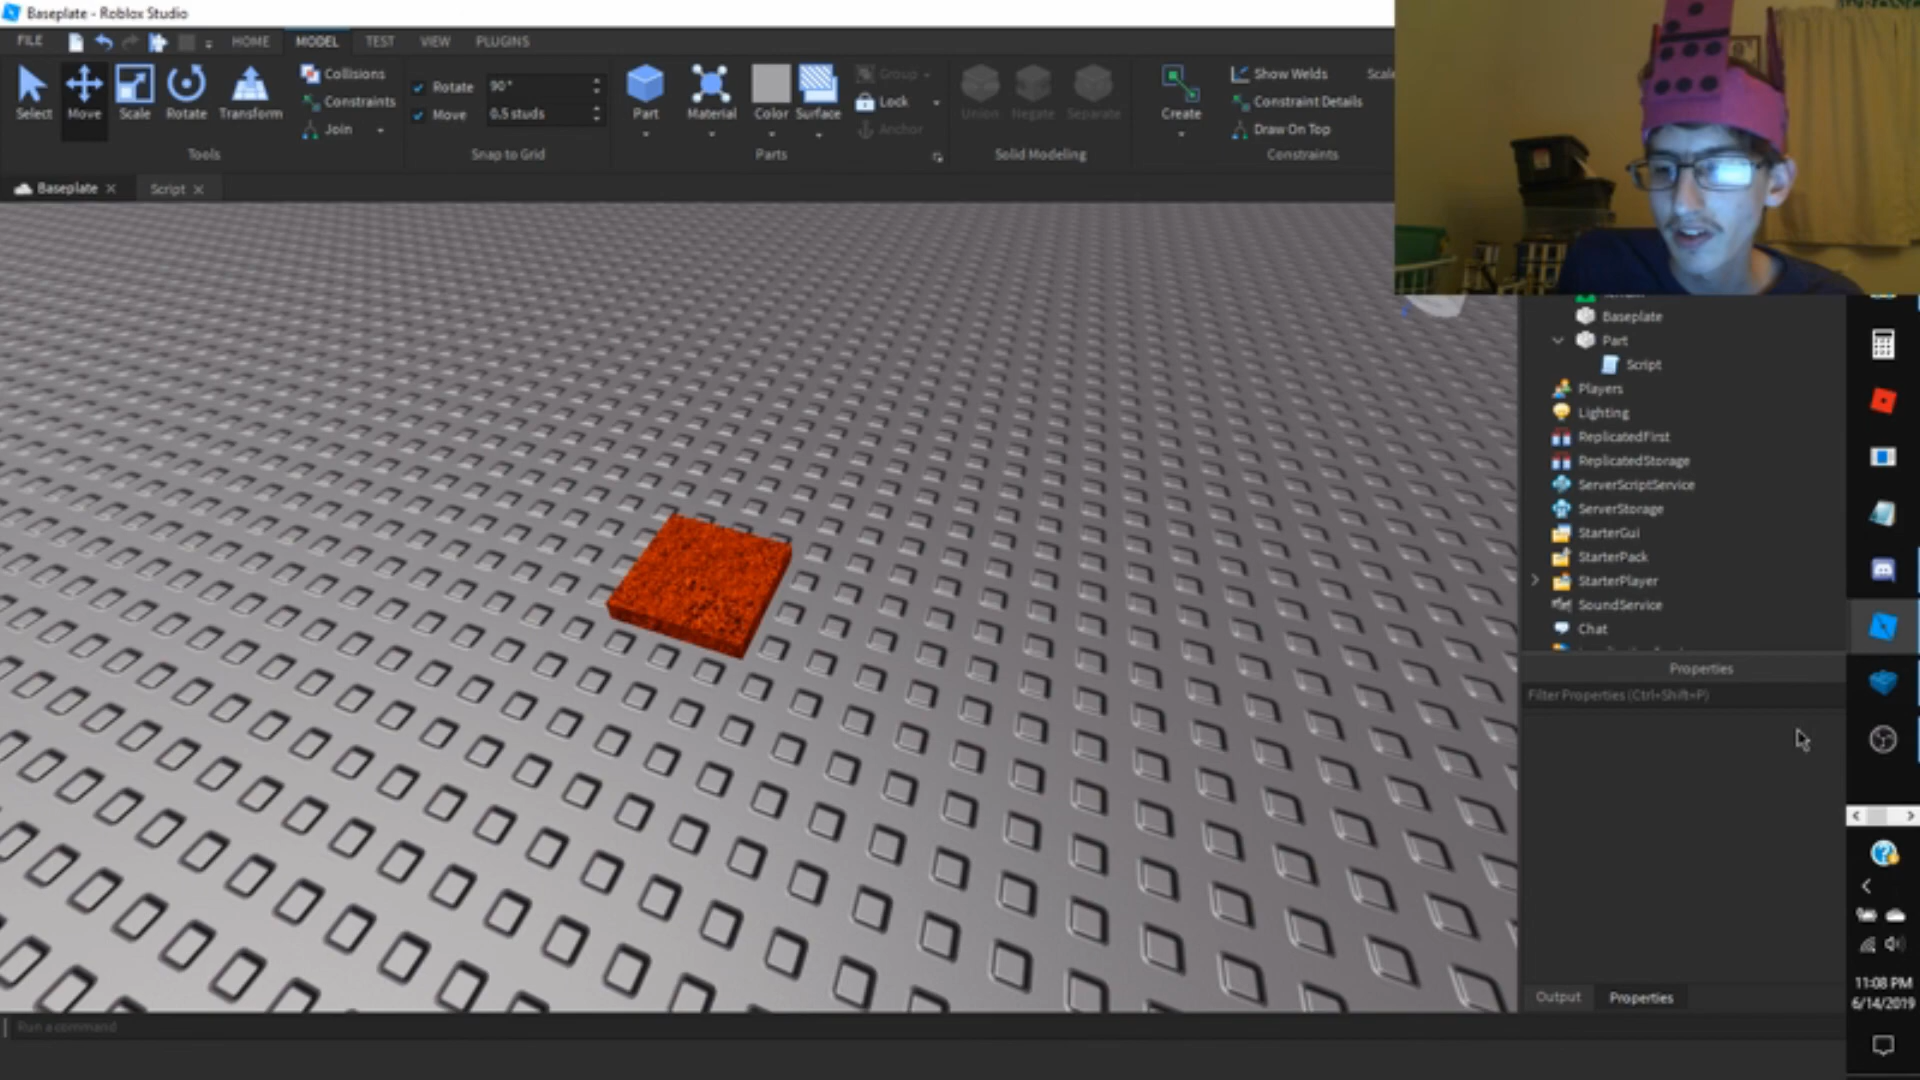 Baseplate - Roblox Studio
FILE HOME MODEL TEST VIEW PLUGINS
Select Move Scale Rotate Transform
Collisions
Constraints
Join
Tools
Rotate 90°
Move 0.5 studs
Snap to Grid
Part Material Color Surface
Group
Lock
Anchor
Parts
Union Negate Separate
Solid Modeling
Create
Show Welds
Constraint Details
Draw On Top
Constraints
Scale
Baseplate Script
Baseplate
Part
Script
Players
Lighting
ReplicatedFirst
ReplicatedStorage
ServerScriptService
ServerStorage
StarterGui
StarterPack
StarterPlayer
SoundService
Chat
Properties
Filter Properties (Ctrl+Shift+P)
Output Properties
Run a command
11:08 PM
6/14/2019